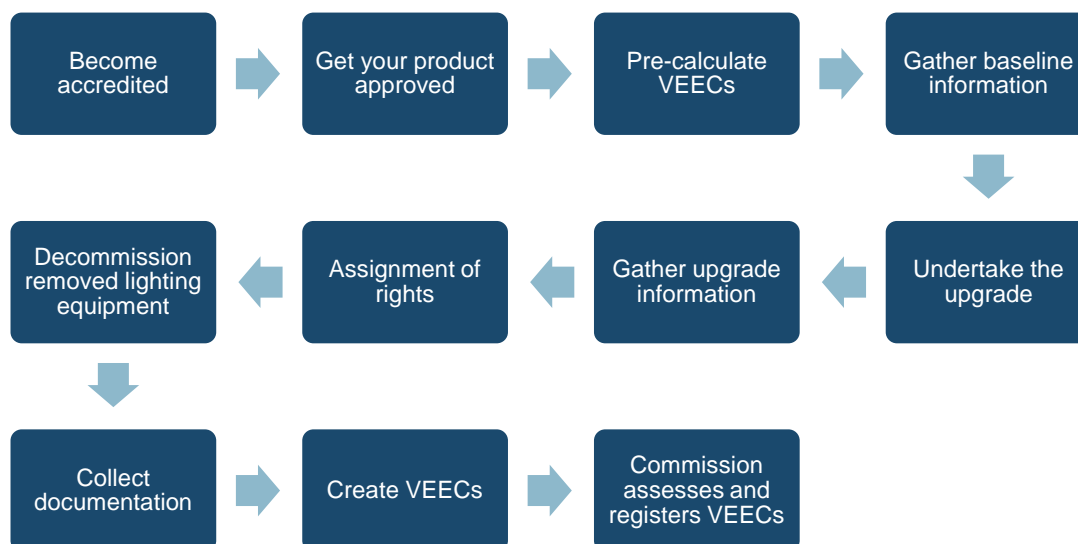 Become
accredited
Get your product
approved
Pre-calculate
VEECs
Gather baseline
information
Undertake the
upgrade
Gather upgrade
information
Assignment of
rights
Decommission
removed lighting
equipment
Collect
documentation
Create VEECs
Commission
assesses and
registers VEECs